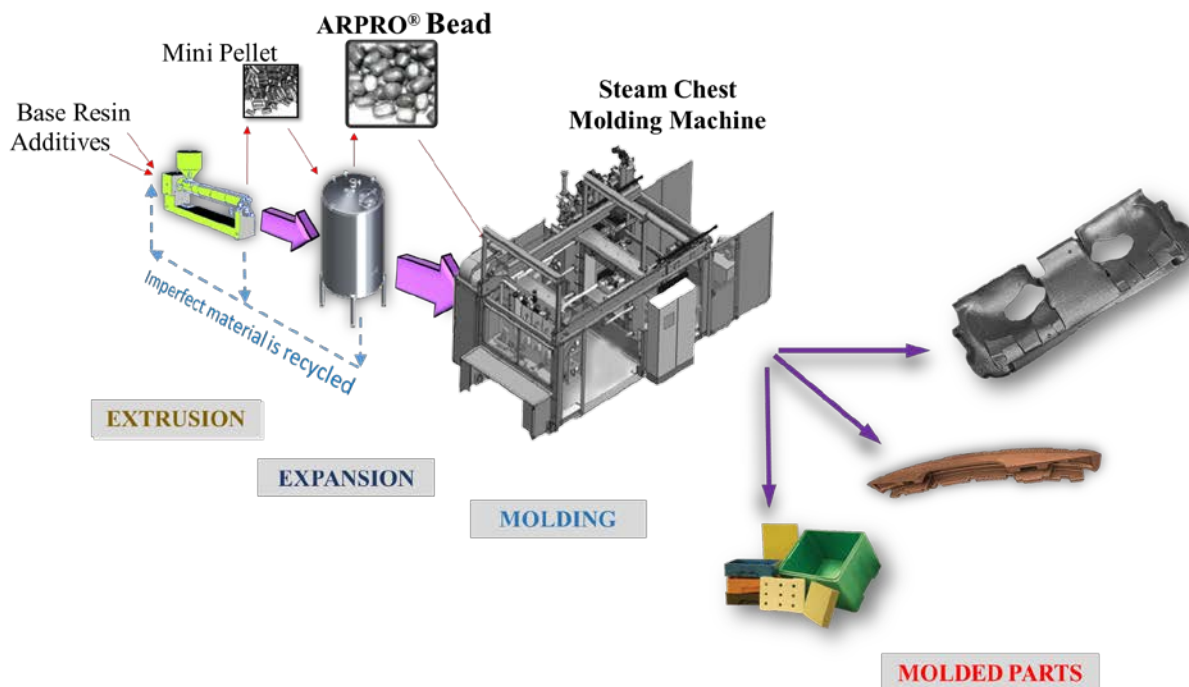 ARPRO® Bead
Mini Pellet
Steam Chest
Molding Machine
Base Resin
Additives
Imperfect material is recycled
EXTRUSION
EXPANSION
MOLDING
MOLDED PARTS